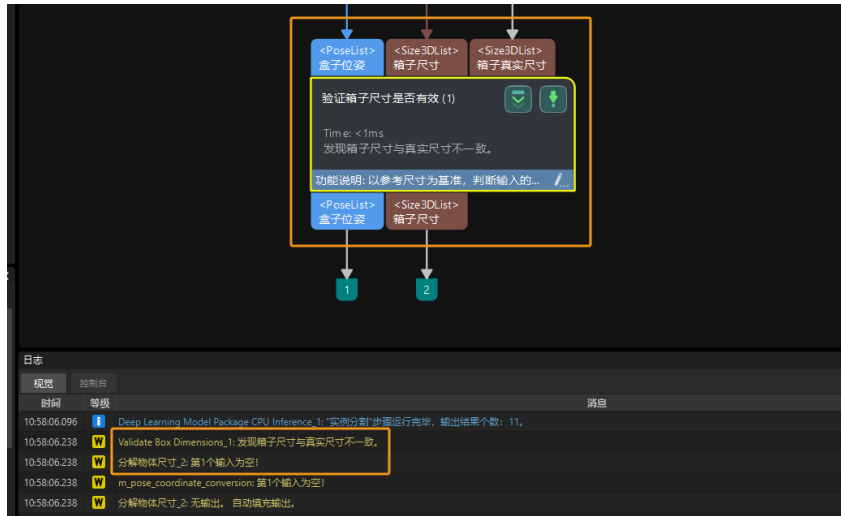 <PoseList>
盒子位姿
<Size3DList>
箱子尺寸
<Size3DList>
箱子真实尺寸
验证箱子尺寸是否有效 (1)
Time: <1ms
发现箱子尺寸与真实尺寸不一致。
功能说明: 以参考尺寸为基准，判断输入的...
<PoseList>
盒子位姿
<Size3DList>
箱子尺寸
1
2
日志
视觉 控制台
时间 等级 消息
10:58:06.096 i Deep Learning Model Package CPU Inference_1: "实例分割"步骤运行完毕，输出结果个数: 11。
10:58:06.238 W Validate Box Dimensions_1: 发现箱子尺寸与真实尺寸不一致。
10:58:06.238 W 分解物体尺寸_2: 第1个输入为空!
10:58:06.238 W m_pose_coordinate_conversion: 第1个输入为空!
10:58:06.238 W 分解物体尺寸_2: 无输出。 自动填充输出。